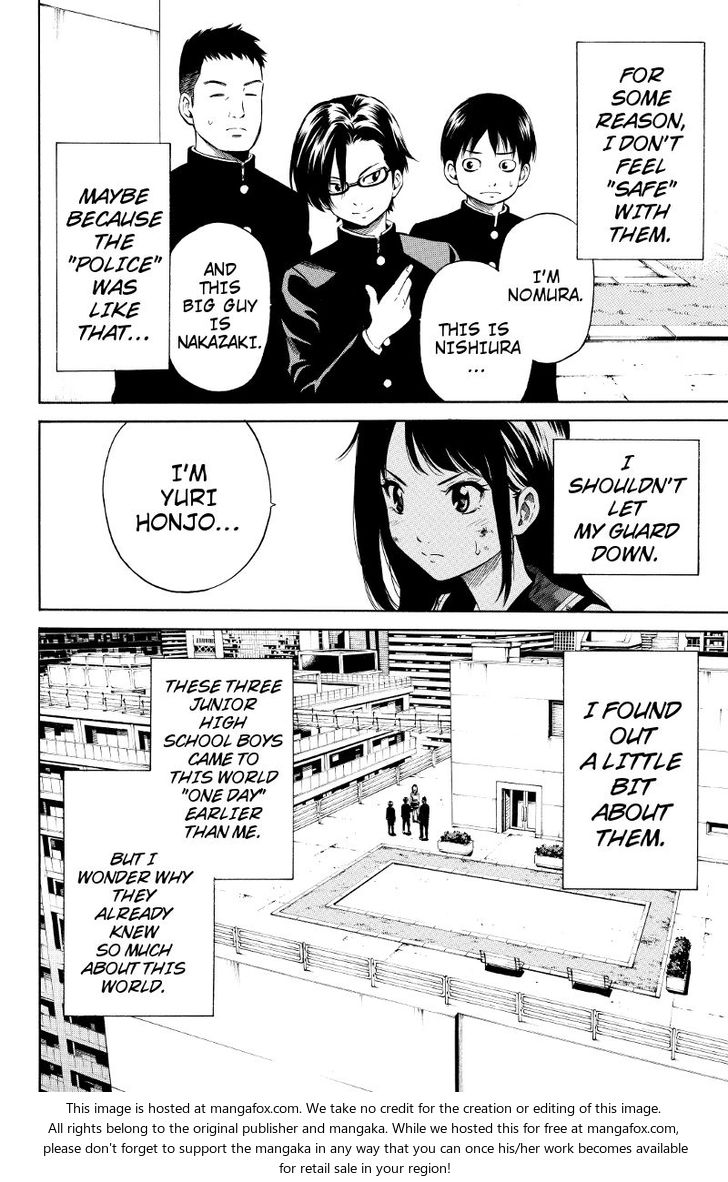 FOR
SOME
REASON,
I DON'T
FEEL
"SAFE"
WITH
THEM.
I'M
NOMURA.
THIS IS
NISHIURA
...
AND
THIS
BIG GUY
IS
NAKAZAKI.
MAYBE
BECAUSE
THE
"POLICE"
WAS
LIKE
THAT...
I
SHOULDN'T
LET
MY GUARD
DOWN.
I'M
YURI
HONJO...
I FOUND
OUT
A LITTLE
BIT
ABOUT
THEM.
THESE THREE
JUNIOR
HIGH
SCHOOL BOYS
CAME TO
THIS WORLD
"ONE DAY"
EARLIER
THAN ME.
BUT I
WONDER WHY
THEY
ALREADY
KNEW
SO MUCH
ABOUT THIS
WORLD.
This image is hosted at mangafox.com. We take no credit for the creation or editing of this image.
All rights belong to the original publisher and mangaka. While we hosted this for free at mangafox.com,
please don't forget to support the mangaka in any way that you can once his/her work becomes available
for retail sale in your region!